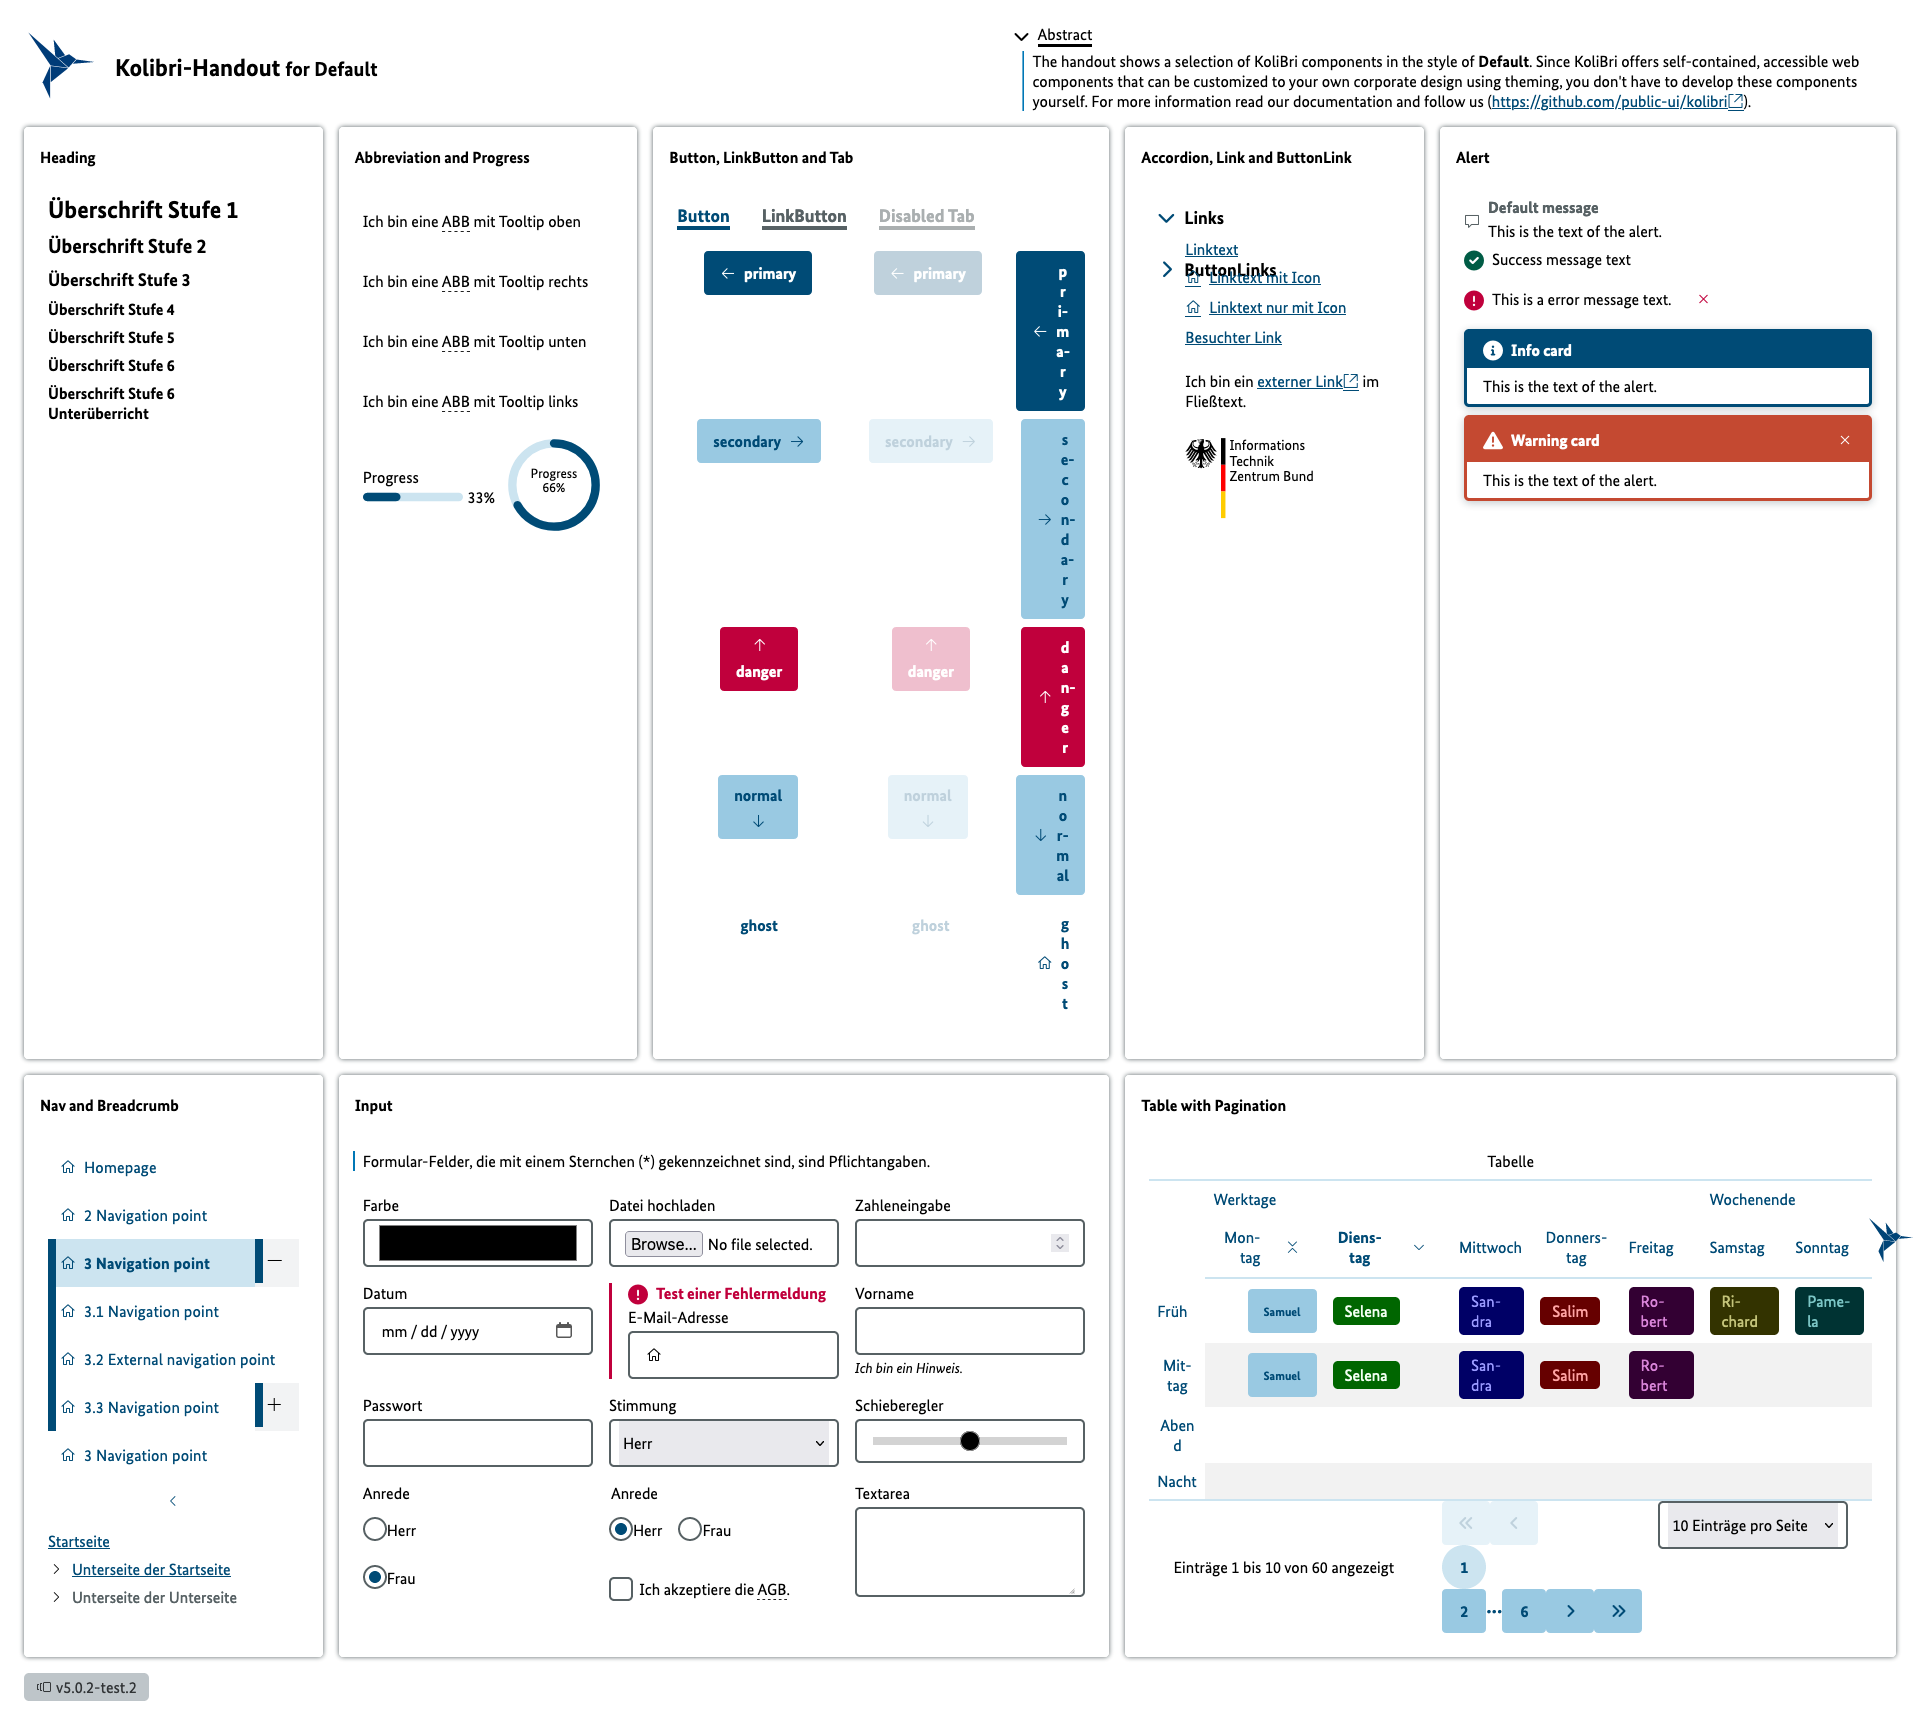 Kolibri-Handout for Default
Abstract
The handout shows a selection of KoliBri components in the style of Default. Since KoliBri offers self-contained, accessible web
components that can be customized to your own corporate design using theming, you don't have to develop these components
yourself. For more information read our documentation and follow us (https://github.com/public-ui/kolibri).
Heading
Überschrift Stufe 1
Überschrift Stufe 2
Überschrift Stufe 3
Überschrift Stufe 4
Überschrift Stufe 5
Überschrift Stufe 6
Überschrift Stufe 6
Unterüberricht
Abbreviation and Progress
Ich bin eine ABB mit Tooltip oben
Ich bin eine ABB mit Tooltip rechts
Ich bin eine ABB mit Tooltip unten
Ich bin eine ABB mit Tooltip links
Progress
33%
Progress
66%
Button, LinkButton and Tab
Button LinkButton Disabled Tab
primary primary
p
r
i-
m
a-
r
y
secondary secondary
s
e-
c
o
n-
d
a-
r
y
danger danger
d
a
n-
g
e
r
normal normal
n
o
r-
m
al
ghost ghost
g
h
o
s
t
Accordion, Link and ButtonLink
Links
Linktext
ButtonLinks
Linktext mit Icon
Linktext nur mit Icon
Besuchter Link
Ich bin ein externer Link im
Fließtext.
Informations
Technik
Zentrum Bund
Alert
Default message
This is the text of the alert.
Success message text
This is a error message text.
Info card
This is the text of the alert.
Warning card
This is the text of the alert.
Nav and Breadcrumb
Homepage
2 Navigation point
3 Navigation point
3.1 Navigation point
3.2 External navigation point
3.3 Navigation point
3 Navigation point
Startseite
Unterseite der Startseite
Unterseite der Unterseite
Input
Formular-Felder, die mit einem Sternchen (*) gekennzeichnet sind, sind Pflichtangaben.
Farbe
Datei hochladen
Browse... No file selected.
Zahleneingabe
Datum
mm / dd / yyyy
Test einer Fehlermeldung
E-Mail-Adresse
Vorname
Ich bin ein Hinweis.
Passwort
Stimmung
Herr
Schieberegler
Anrede
Herr
Frau
Anrede
Herr Frau
Ich akzeptiere die AGB.
Textarea
Table with Pagination
Tabelle
Werktage Wochenende
Mon-
tag
Diens-
tag
Mittwoch
Donners-
tag
Freitag Samstag Sonntag
Früh Samuel Selena
San-
dra
Salim
Ro-
bert
Ri-
chard
Pame-
la
Mit-
tag
Samuel Selena
San-
dra
Salim
Ro-
bert
Aben
d
Nacht
Einträge 1 bis 10 von 60 angezeigt
1
2 ... 6
10 Einträge pro Seite
v5.0.2-test.2